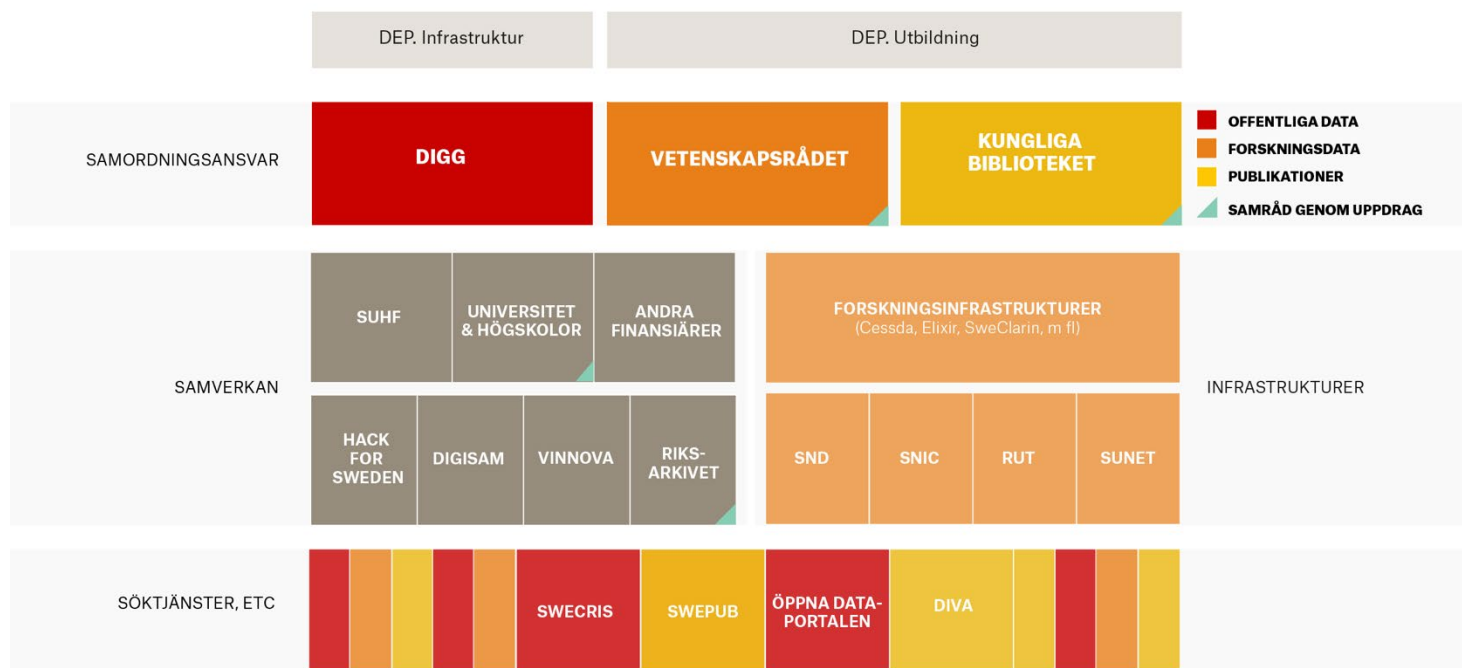 DEP. Infrastruktur
DEP. Utbildning
SAMORDNINGSANSVAR
DIGG
VETENSKAPSRÅDET
KUNGLIGA
BIBLIOTEKET
OFFENTLIGA DATA
FORSKNINGSDATA
PUBLIKATIONER
SAMRÅD GENOM UPPDRAG
SAMVERKAN
SUHF
UNIVERSITET
& HÖGSKOLOR
ANDRA
FINANSIÄRER
FORSKNINGSINFRASTRUKTURER
(Cessda, Elixir, SweClarin, m fl)
INFRASTRUKTURER
HACK
FOR
SWEDEN
DIGISAM
VINNOVA
RIKS-
ARKIVET
SND
SNIC
RUT
SUNET
SÖKTJÄNSTER, ETC
SWECRIS
SWEPUB
ÖPPNA DATA-
PORTALEN
DIVA